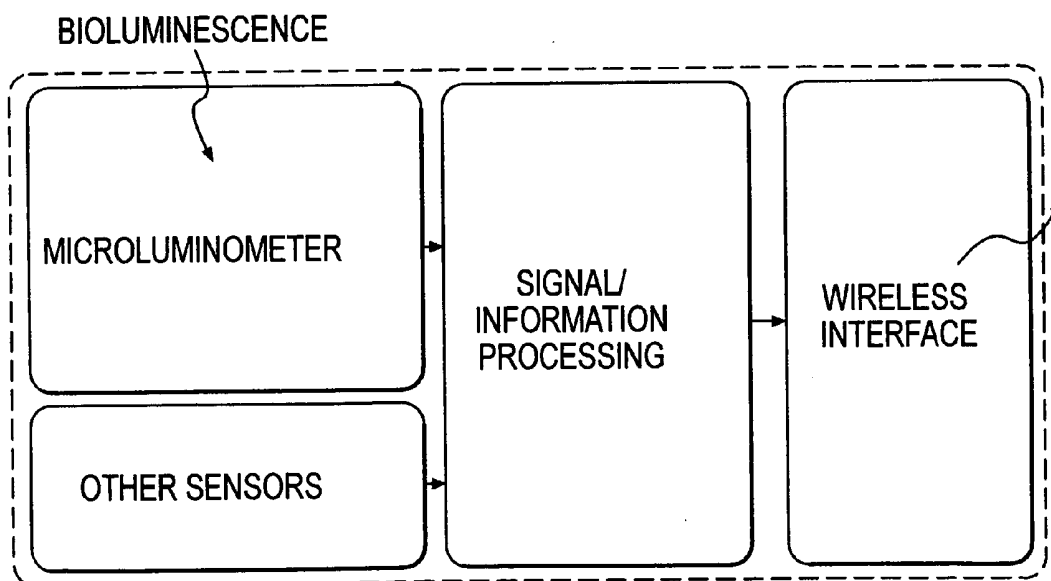 BIOLUMINESCENCE
MICROLUMINOMETER
OTHER SENSORS
SIGNAL/
INFORMATION
PROCESSING
WIRELESS
INTERFACE